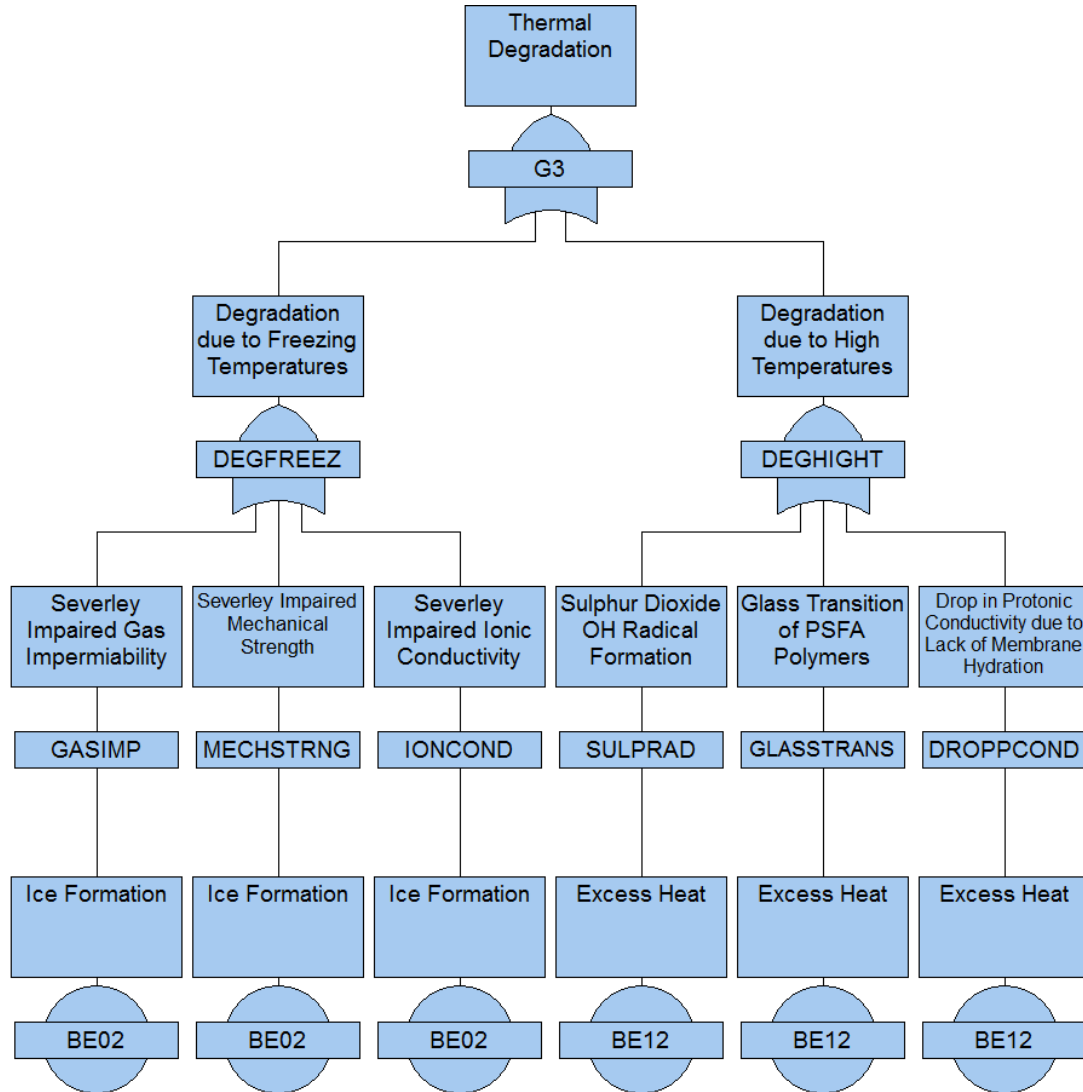 Thermal
Degradation
G3
Degradation
due to Freezing
Temperatures
Degradation
due to High
Temperatures
DEGFREEZ
DEGHIGHT
Severley
Impaired Gas
Impermiability
Severley Impaired
Mechanical
Strength
Severley
Impaired Ionic
Conductivity
Sulphur Dioxide
OH Radical
Formation
Glass Transition
of PSFA
Polymers
Drop in Protonic
Conductivity due to
Lack of Membrane
Hydration
GASIMP
MECHSTRNG
IONCOND
SULPRAD
GLASSTRANS
DROPPCOND
Ice Formation
Ice Formation
Ice Formation
Excess Heat
Excess Heat
Excess Heat
BE02
BE02
BE02
BE12
BE12
BE12